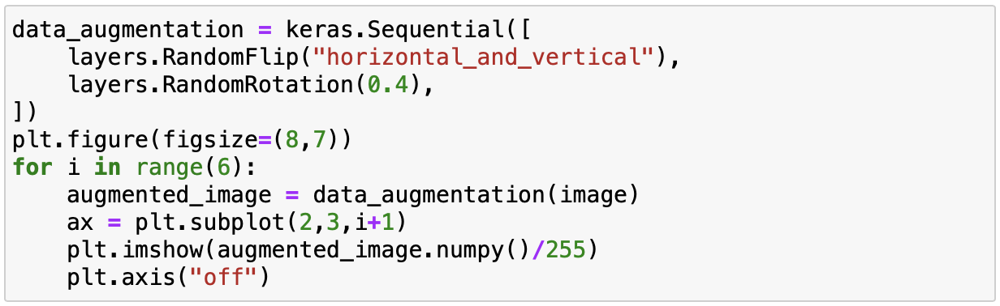 data_augmentation = keras.Sequential([
    layers.RandomFlip("horizontal_and_vertical"),
    layers.RandomRotation(0.4),
])
plt.figure(figsize=(8,7))
for i in range(6):
    augmented_image = data_augmentation(image)
    ax = plt.subplot(2,3,i+1)
    plt.imshow(augmented_image.numpy()/255)
    plt.axis("off")